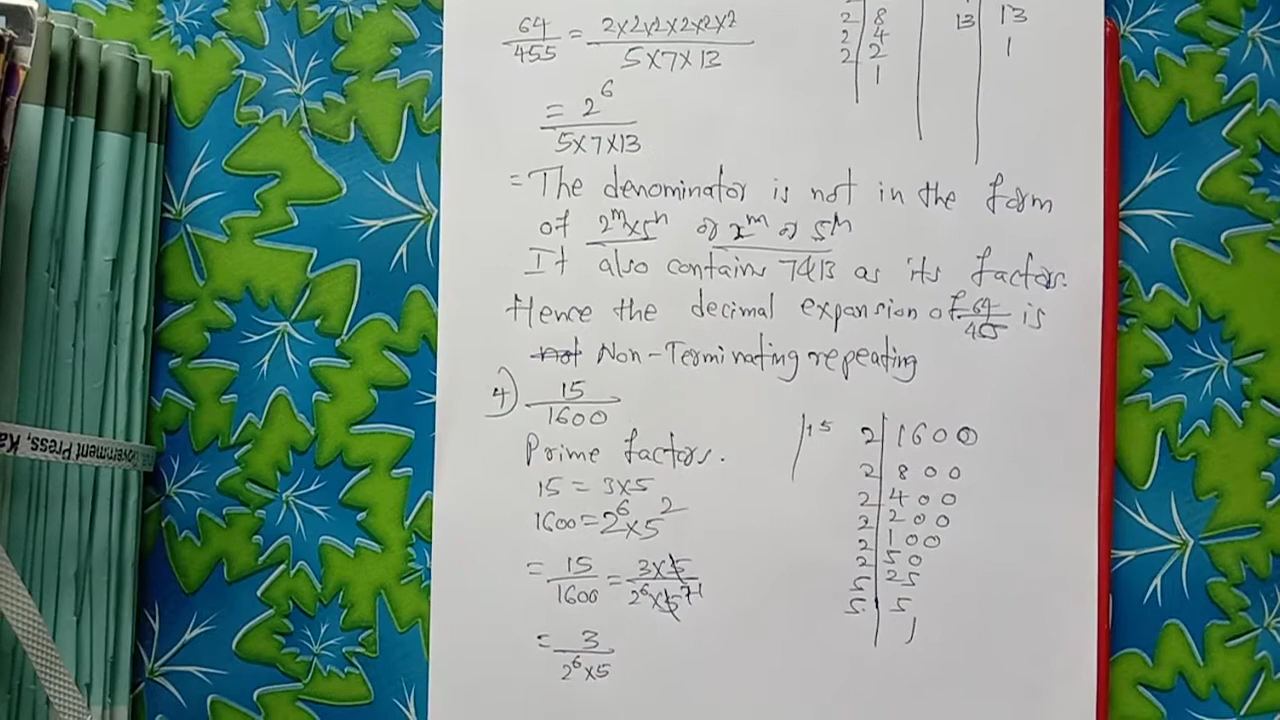 64/455 = 2x2x2x2x2x2/5x7x13
= 2^6/5x7x13
= The denominator is not in the form
of 2^m x 5^n or x^m or 5^m
It also contains 7&13 as its factors.
Hence the decimal expansion of 64/455 is
not Non-Terminating repeating
4) 15/1600
Prime factors.
15 = 3x5
1600 = 2^6 x 5^2
= 15/1600 = 3x5/2^6x5^2-1
= 3/2^6x5
2 8
2 4
2 2
1
13 13
1
15
2 1600
2 800
2 400
2 200
2 100
2 50
5 25
5 5
1
Government Press, Ka